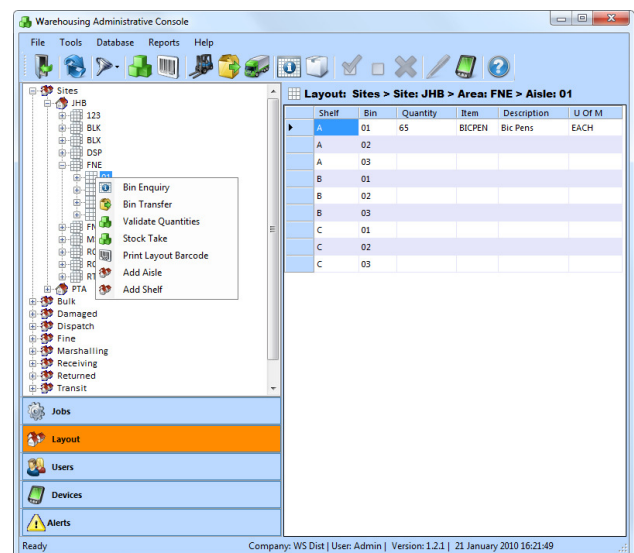 Warehousing Administrative Console
File Tools Database Reports Help
Sites
JHB
123
BLK
BLX
DSP
FNE
01
Bin Enquiry
Bin Transfer
Validate Quantities
Stock Take
Print Layout Barcode
Add Aisle
Add Shelf
PTA
Bulk
Damaged
Dispatch
Fine
Marshalling
Receiving
Returned
Transit
Jobs
Layout
Users
Devices
Alerts
Layout: Sites > Site: JHB > Area: FNE > Aisle: 01
Shelf Bin Quantity Item Description U Of M
A 01 65 BICPEN Bic Pens EACH
A 02
A 03
B 01
B 02
B 03
C 01
C 02
C 03
Ready Company: WS Dist | User: Admin | Version: 1.2.1 | 21 January 2010 16:21:49